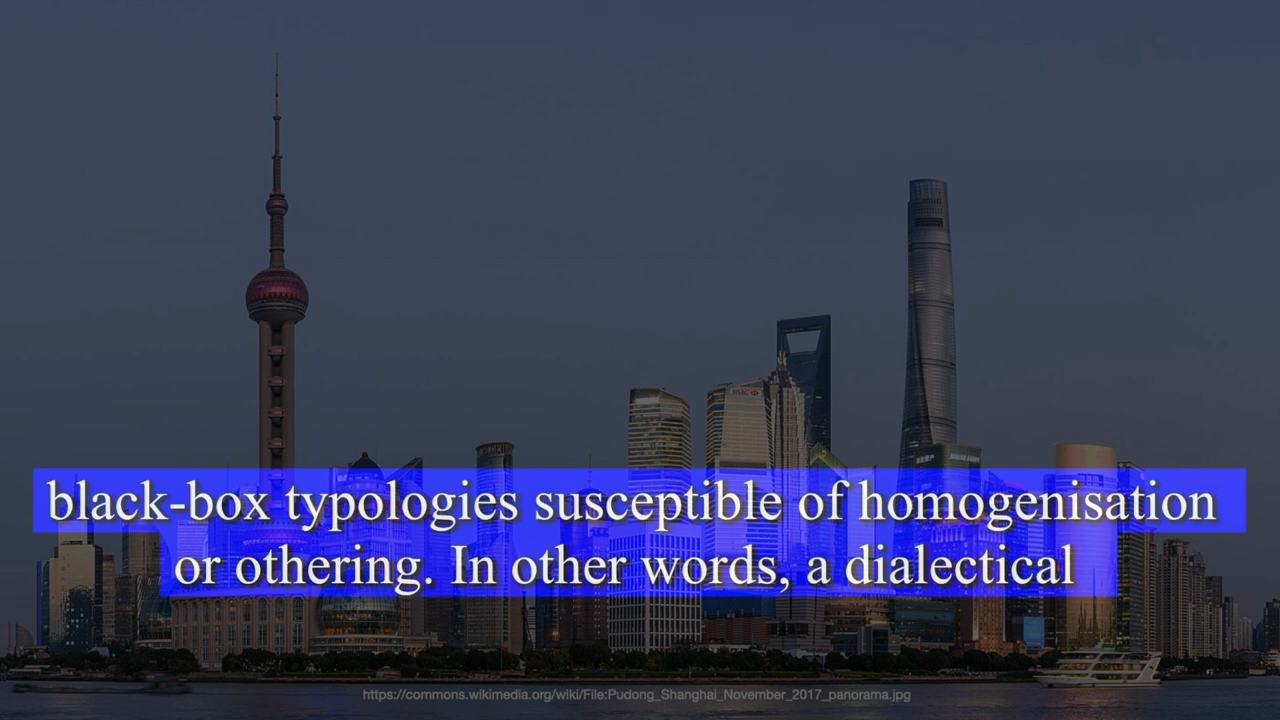 HSBC
black-box typologies susceptible of homogenisation
or othering. In other words, a dialectical
https://commons.wikimedia.org/wiki/File:Pudong_Shanghai_November_2017_panorama.jpg